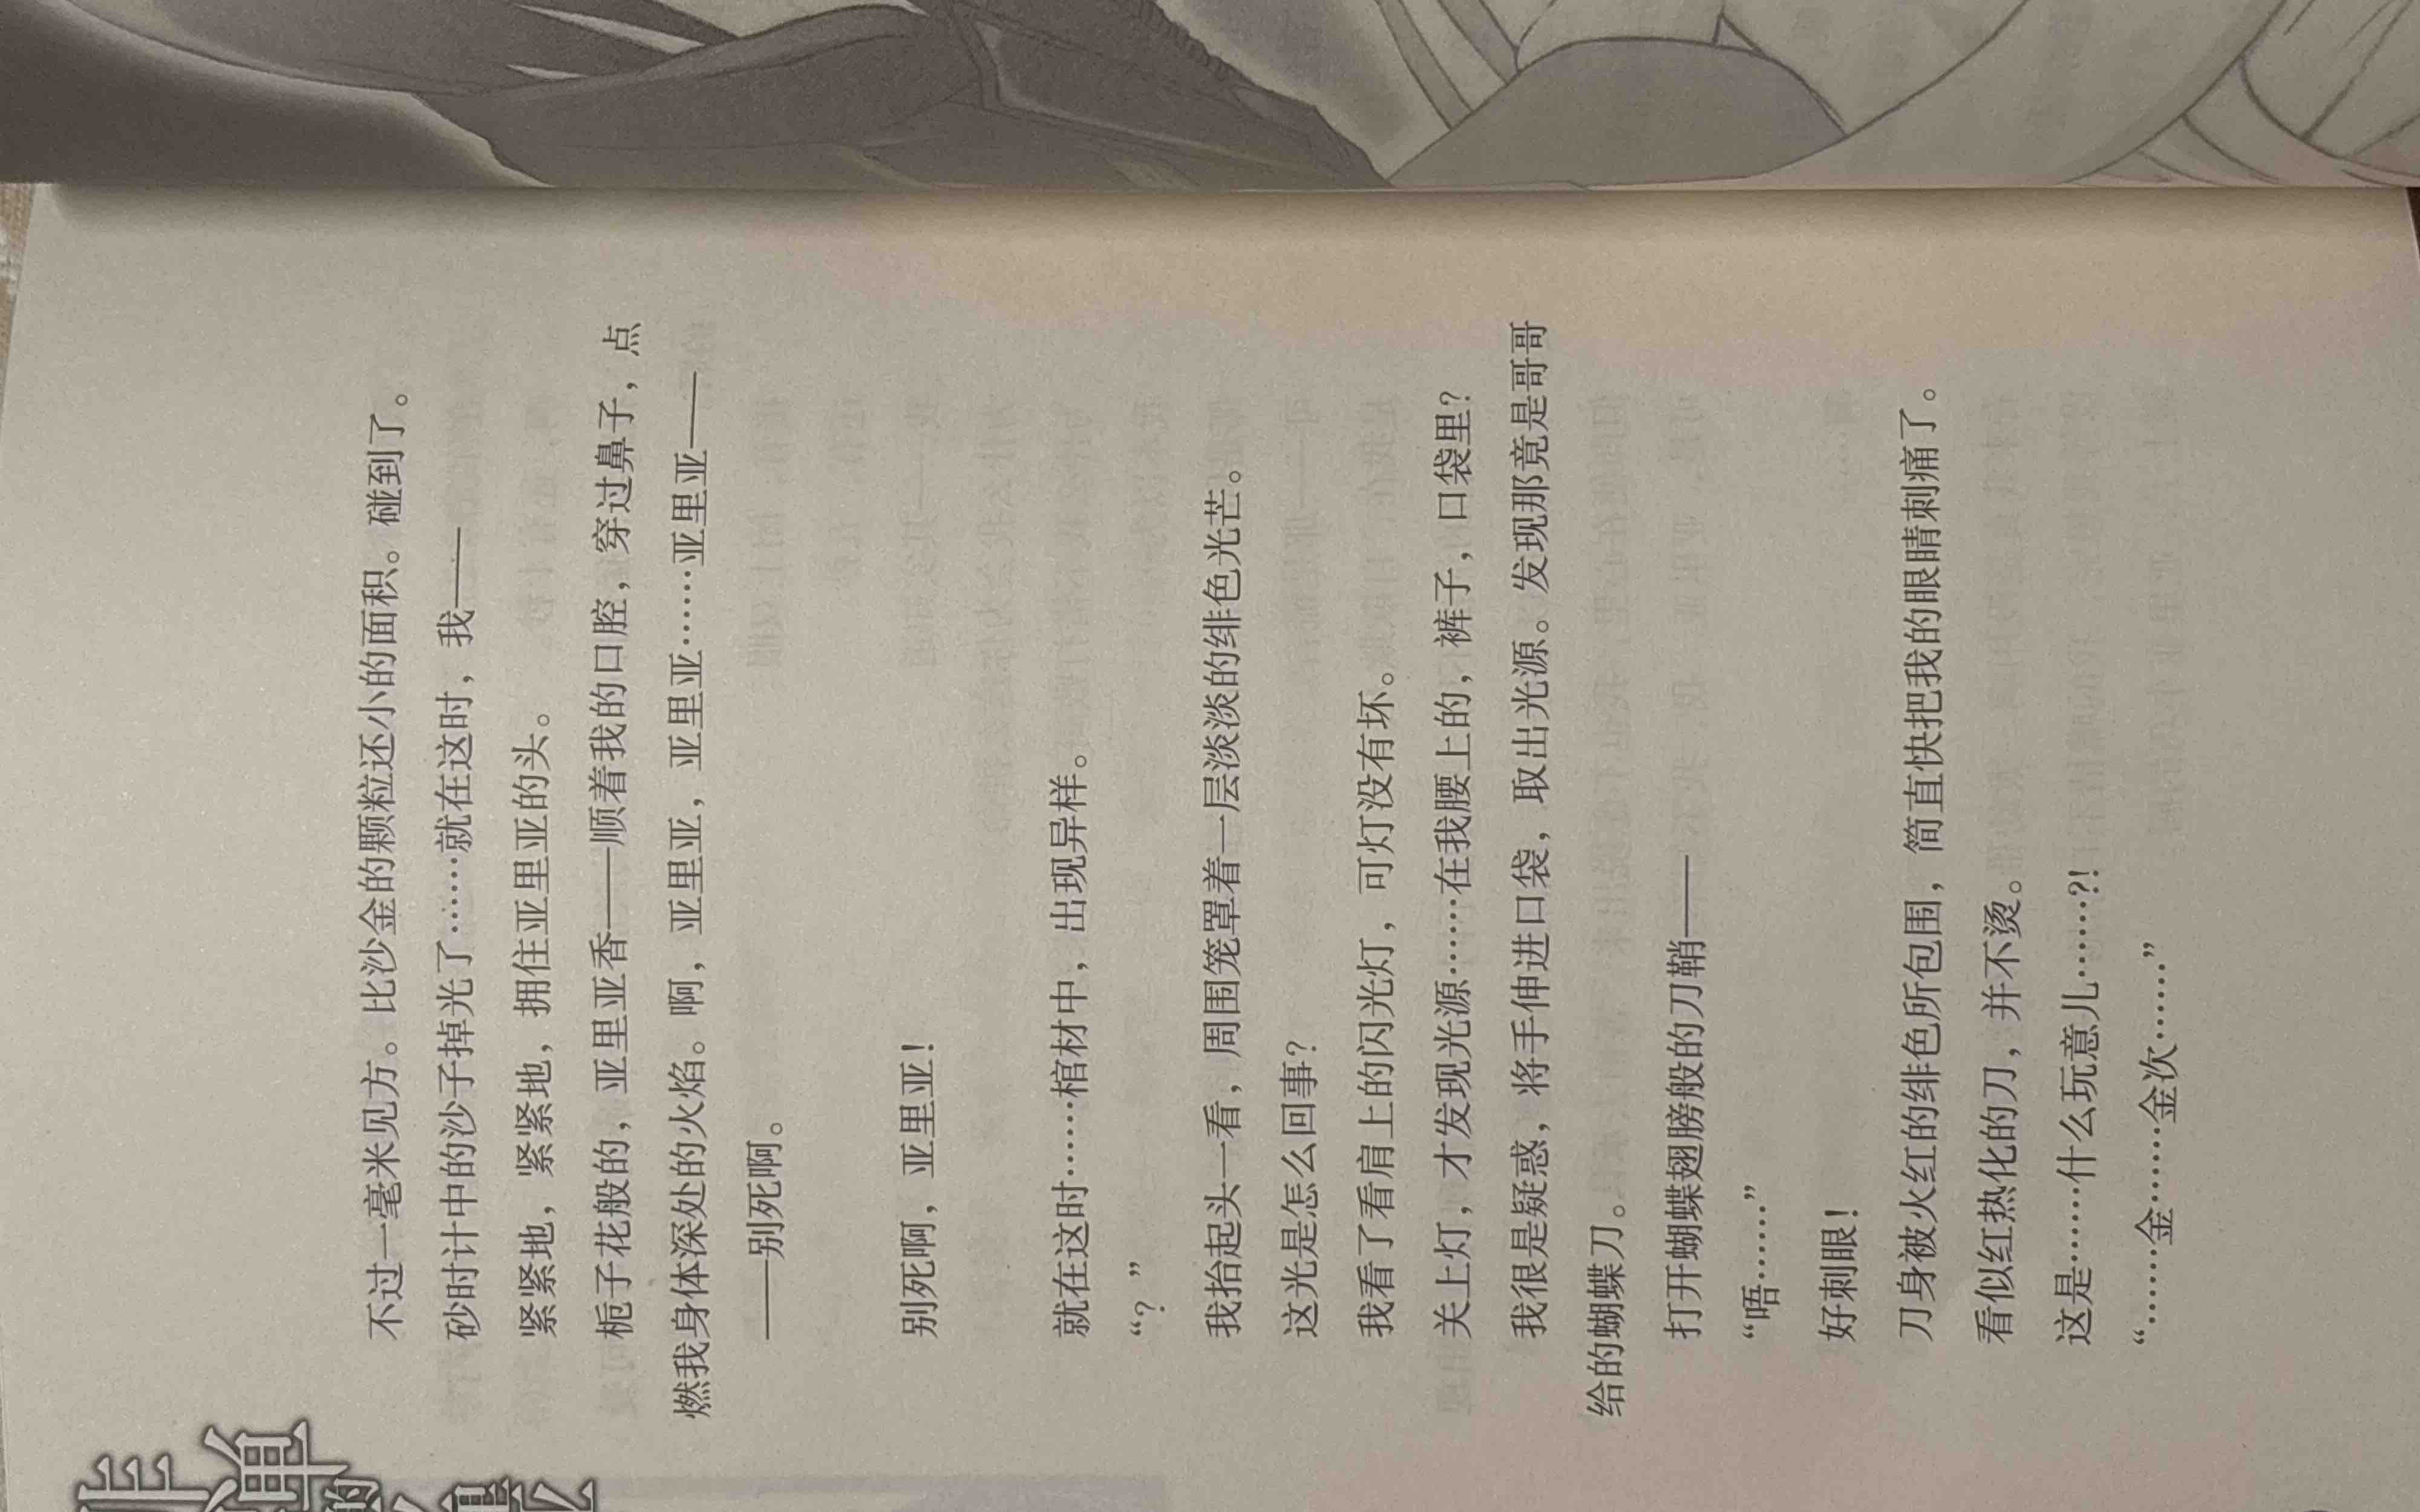 不过一毫米见方。比沙金的颗粒还小的面积。碰到了。
砂时计中的沙子掉光了……就在这时，我——
紧紧地，紧紧地，拥住亚里亚的头。
栀子花般的，亚里亚香——顺着我的口腔，穿过鼻子，点
燃我身体深处的火焰。啊，亚里亚，亚里亚……亚里亚——
——别死啊。
别死啊，亚里亚！
就在这时……棺材中，出现异样。
“？”
我抬起头一看，周围笼罩着一层淡淡的绯色光芒。
这光是怎么回事？
我看了看肩上的闪光灯，可灯没有坏。
关上灯，才发现光源……在我腰上的，裤子，口袋里？
我很是疑惑，将手伸进口袋，取出光源。发现那竟是哥哥
给的蝴蝶刀。
打开蝴蝶翅膀般的刀鞘——
“唔……”
好刺眼！
刀身被火红的绯色所包围，简直快把我的眼睛刺痛了。
看似红热化的刀，并不烫。
这是……什么玩意儿……?!
“……金……金次……”